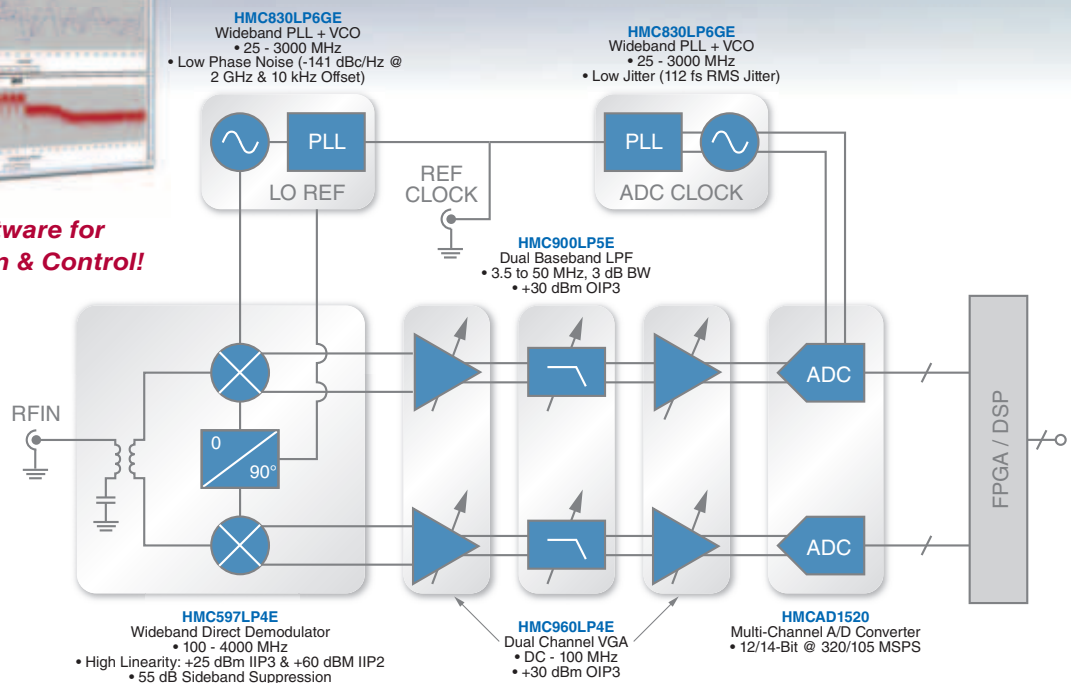 HMC830LP6GE
Wideband PLL + VCO
• 25 - 3000 MHz
• Low Phase Noise (-141 dBc/Hz @
2 GHz & 10 kHz Offset)
HMC830LP6GE
Wideband PLL + VCO
• 25 - 3000 MHz
• Low Jitter (112 fs RMS Jitter)
PLL
LO REF
REF
CLOCK
PLL
ADC CLOCK
tware for
n & Control!
HMC900LP5E
Dual Baseband LPF
• 3.5 to 50 MHz, 3 dB BW
• +30 dBm OIP3
RFIN
0
90°
ADC
ADC
FPGA / DSP
HMC597LP4E
Wideband Direct Demodulator
• 100 - 4000 MHz
• High Linearity: +25 dBm IIP3 & +60 dBM IIP2
• 55 dB Sideband Suppression
HMC960LP4E
Dual Channel VGA
• DC - 100 MHz
• +30 dBm OIP3
HMCAD1520
Multi-Channel A/D Converter
• 12/14-Bit @ 320/105 MSPS